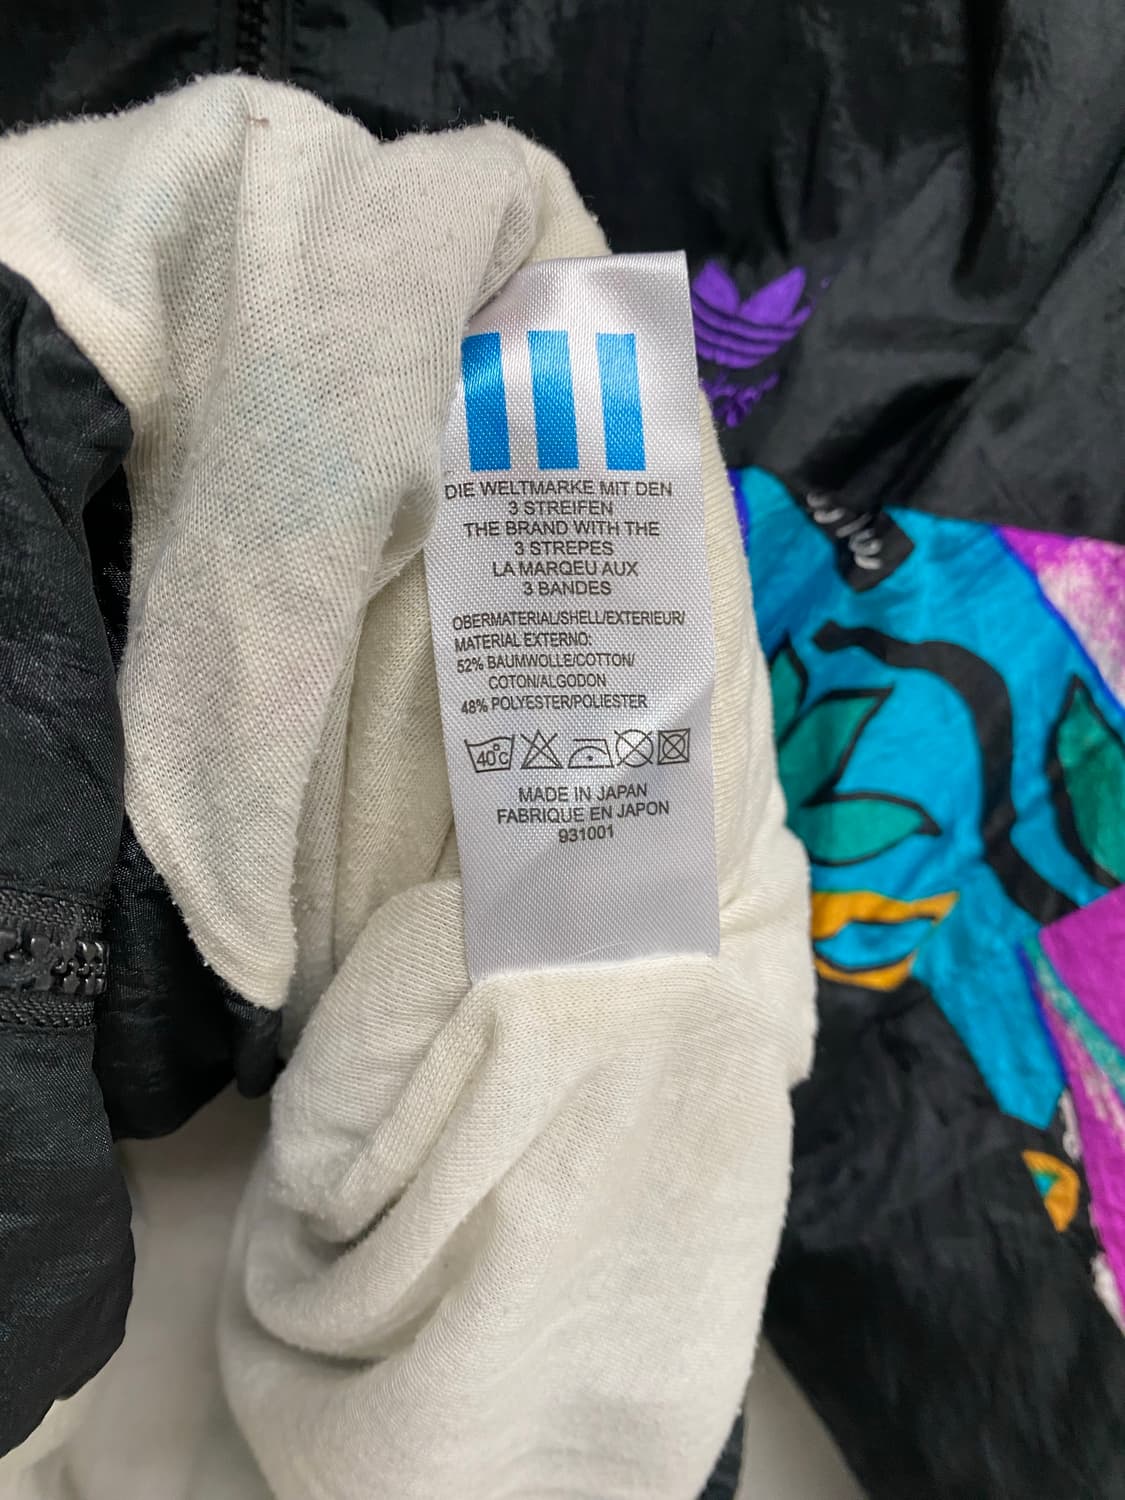 DIE WELTMARKE MIT DEN
3 STREIFEN
THE BRAND WITH THE
3 STREPES
LA MARQEU AUX
3 BANDES
OBERMATERIAL/SHELL/EXTERIEUR/
MATERIAL EXTERNO:
52% BAUMWOLLE/COTTON/
COTON/ALGODON
48% POLYESTER/POLIESTER
40°C
MADE IN JAPAN
FABRIQUE EN JAPON
931001